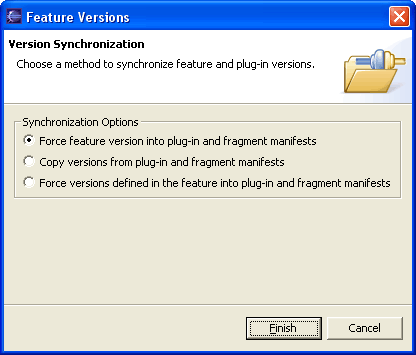 Feature Versions
Version Synchronization
Choose a method to synchronize feature and plug-in versions.
Synchronization Options
Force feature version into plug-in and fragment manifests
Copy versions from plug-in and fragment manifests
Force versions defined in the feature into plug-in and fragment manifests
Finish
Cancel